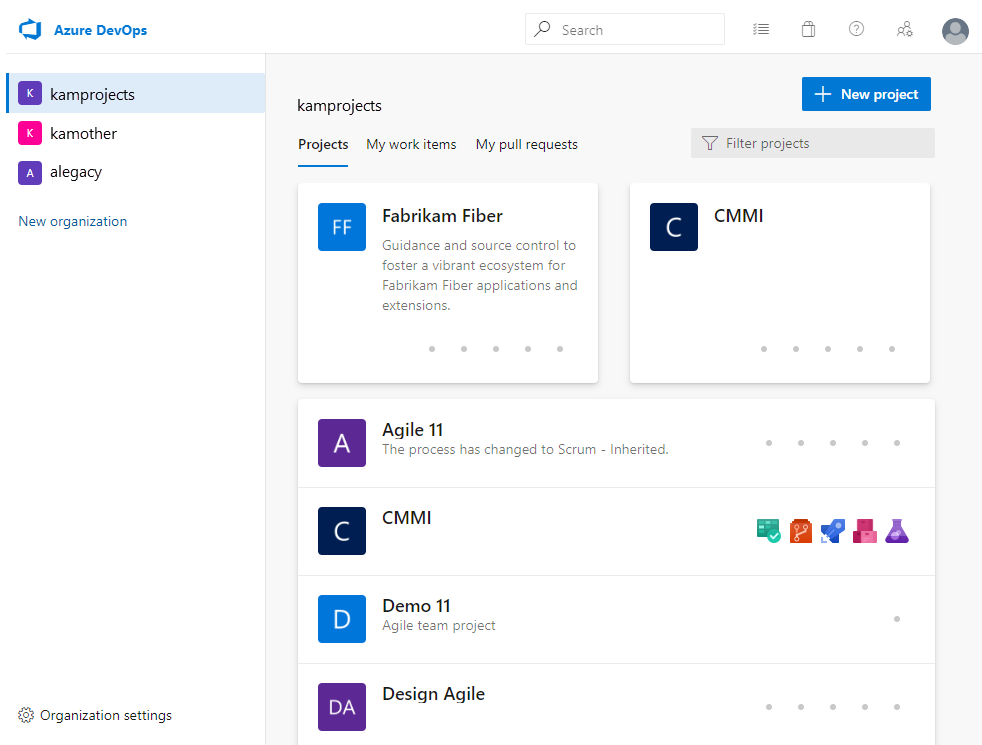 Azure DevOps
Search
K kamprojects
K kamother
A alegacy
New organization
Organization settings
kamprojects
New project
Projects My work items My pull requests
Filter projects
FF
Fabrikam Fiber
Guidance and source control to
foster a vibrant ecosystem for
Fabrikam Fiber applications and
extensions.
C
CMMI
A
Agile 11
The process has changed to Scrum - Inherited.
C
CMMI
D
Demo 11
Agile team project
DA
Design Agile